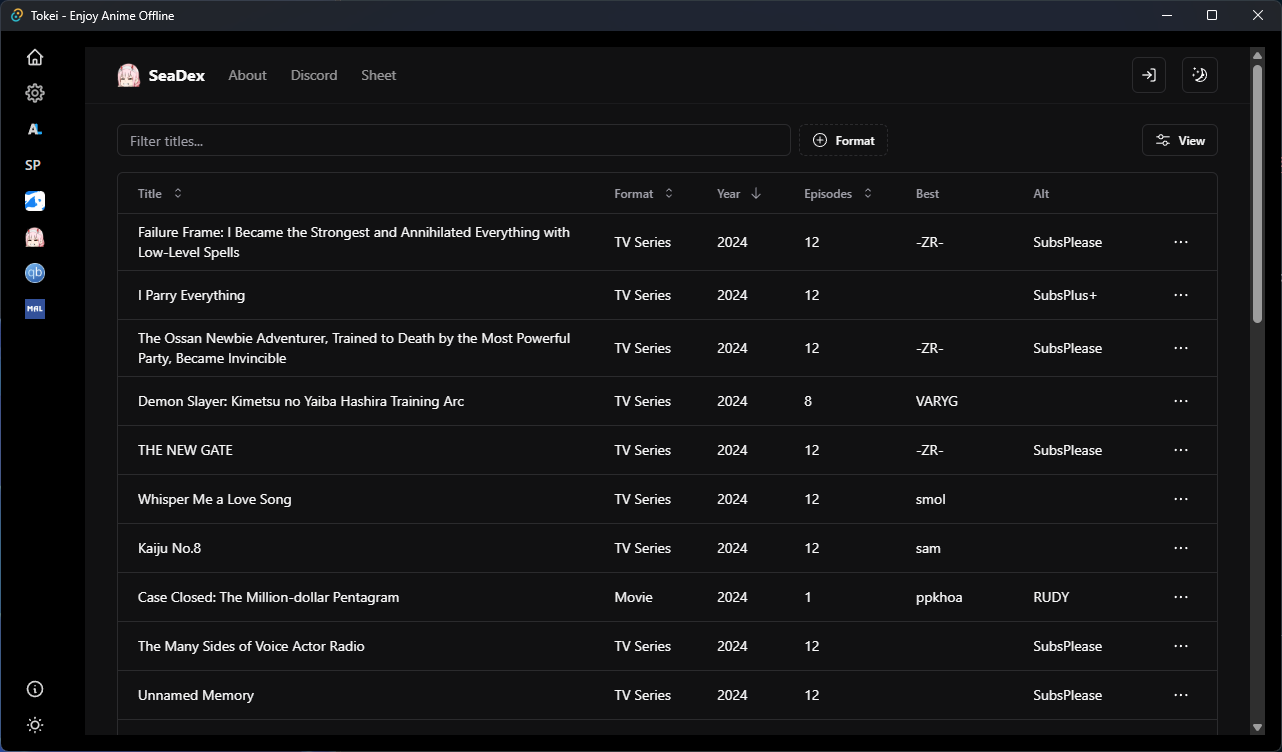 Tokei - Enjoy Anime Offline
SeaDex About Discord Sheet
AL
SP
qb
MAL
Filter titles... Format View
Title Format Year Episodes Best Alt
Failure Frame: I Became the Strongest and Annihilated Everything with
Low-Level Spells
TV Series 2024 12 -ZR- SubsPlease
I Parry Everything TV Series 2024 12 SubsPlus+
The Ossan Newbie Adventurer, Trained to Death by the Most Powerful
Party, Became Invincible
TV Series 2024 12 -ZR- SubsPlease
Demon Slayer: Kimetsu no Yaiba Hashira Training Arc TV Series 2024 8 VARYG
THE NEW GATE TV Series 2024 12 -ZR- SubsPlease
Whisper Me a Love Song TV Series 2024 12 smol
Kaiju No.8 TV Series 2024 12 sam
Case Closed: The Million-dollar Pentagram Movie 2024 1 ppkhoa RUDY
The Many Sides of Voice Actor Radio TV Series 2024 12 SubsPlease
Unnamed Memory TV Series 2024 12 SubsPlease